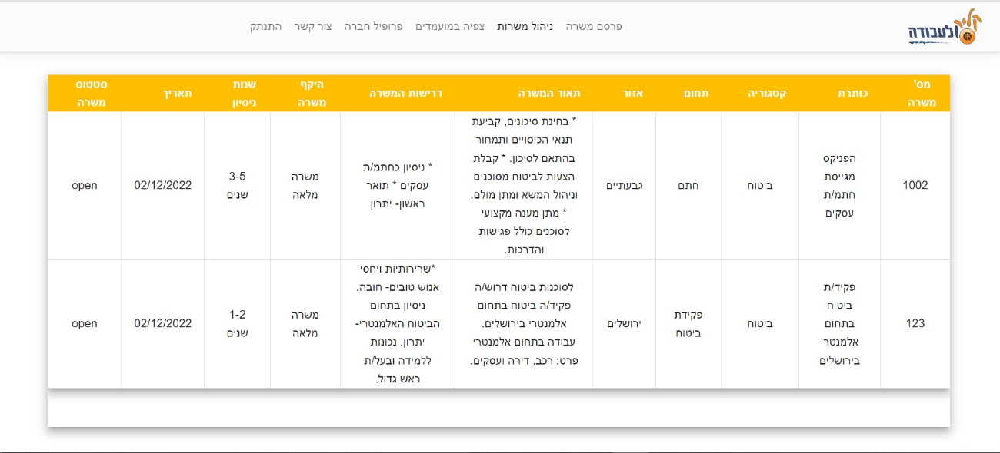 לעבודה
פרסם משרה ניהול משרות צפיה במועמדים פרופיל חברה צור קשר התנתק
מס' משרה
כותרת
קטגוריה
תחום
אזור
תאור המשרה
דרישות המשרה
היקף משרה
שנות ניסיון
תאריך
סטטוס משרה
1002
הפניקס
מגייסת
חתמ/ת
עסקים
ביטוח
חתם
גבעתיים
* בחינת סיכונים, קביעת
תנאי הכיסויים ותמחור
בהתאם לסיכון. * קבלת
הצעות לביטוח מסוכנים
וניהול המשא ומתן מולם.
* מתן מענה מקצועי
לסוכנים כולל פגישות
והדרכות.
* ניסיון כחתמ/ת
עסקים * תואר
ראשון- יתרון
משרה
מלאה
3-5
שנים
02/12/2022
open
123
פקיד/ת
ביטוח
בתחום
אלמנטרי
בירושלים
ביטוח
פקידת
ביטוח
ירושלים
לסוכנות ביטוח דרוש/ה
פקיד/ה ביטוח בתחום
אלמנטרי בירושלים.
עבודה בתחום אלמנטרי
פרט: רכב, דירה ועסקים.
*שרירותיות ויחסי
אנוש טובים- חובה.
ניסיון בתחום
הביטוח האלמנטרי-
יתרון. נכונות
ללמידה ובעל/ת
ראש גדול.
משרה
מלאה
1-2
שנים
02/12/2022
open